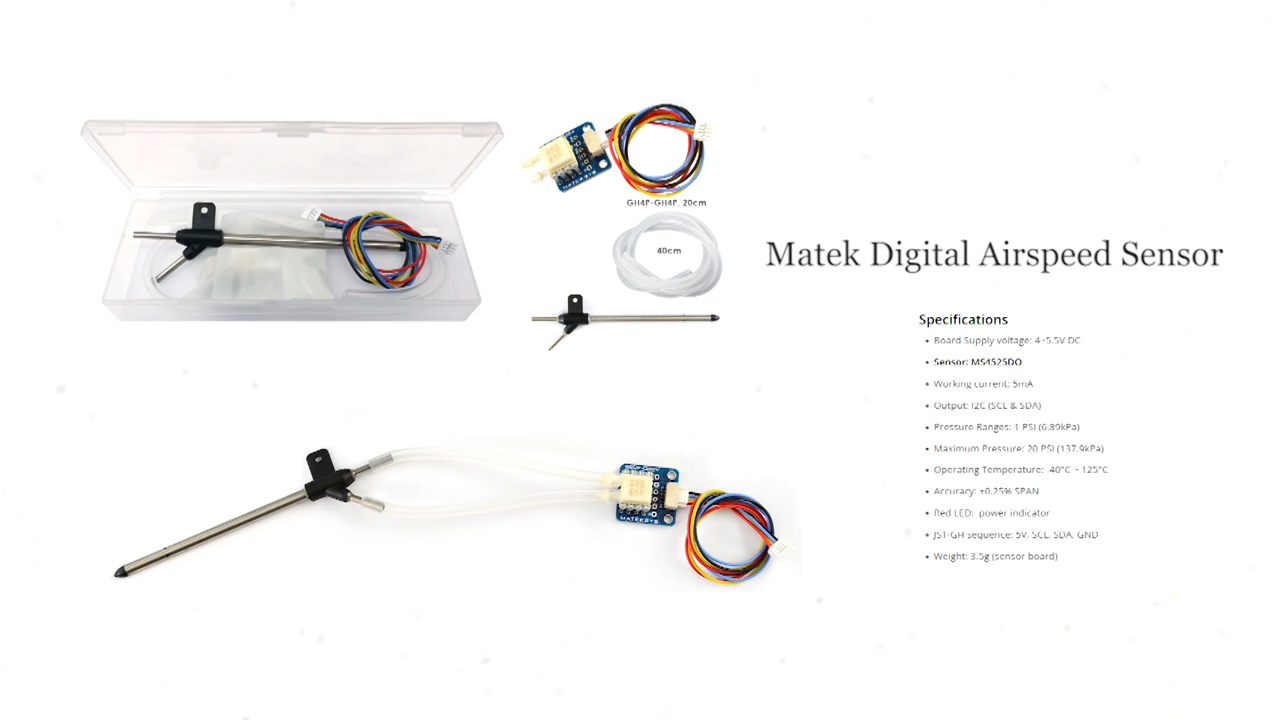 GH4P-GH4P, 20cm
40cm
MATEKSYS
Matek Digital Airspeed Sensor
Specifications
• Board Supply voltage: 4~5.5V DC
• Sensor: MS4525DO
• Working current: 5mA
• Output: I2C (SCL & SDA)
• Pressure Ranges: 1 PSI (6.89kPa)
• Maximum Pressure: 20 PSI (137.9kPa)
• Operating Temperature: -40°C ~ 125°C
• Accuracy: ±0.25% SPAN
• Red LED: power indicator
• JST-GH sequence: 5V, SCL, SDA, GND
• Weight: 3.5g (sensor board)
MATEKSYS